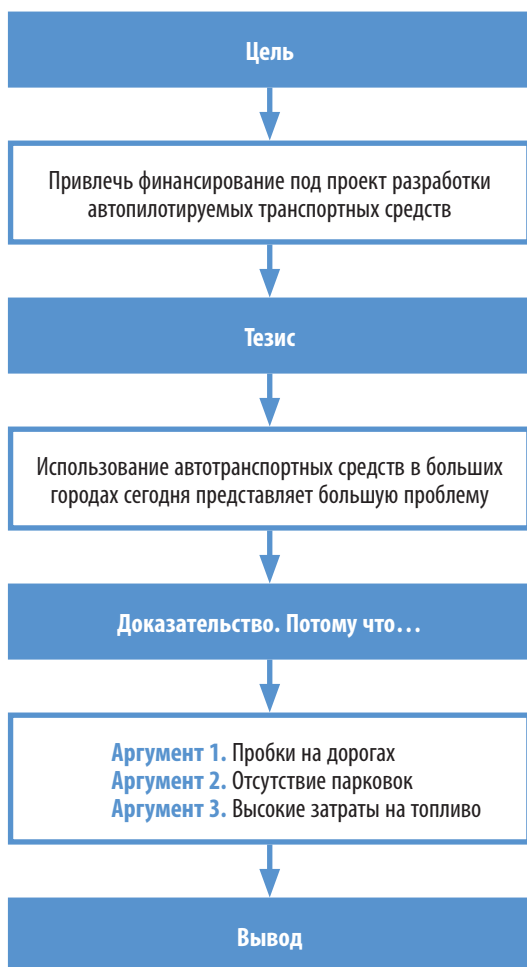 Цель
Привлечь финансирование под проект разработки
автопилотируемых транспортных средств
Тезис
Использование автотранспортных средств в больших
городах сегодня представляет большую проблему
Доказательство. Потому что…
Аргумент 1. Пробки на дорогах
Аргумент 2. Отсутствие парковок
Аргумент 3. Высокие затраты на топливо
Вывод